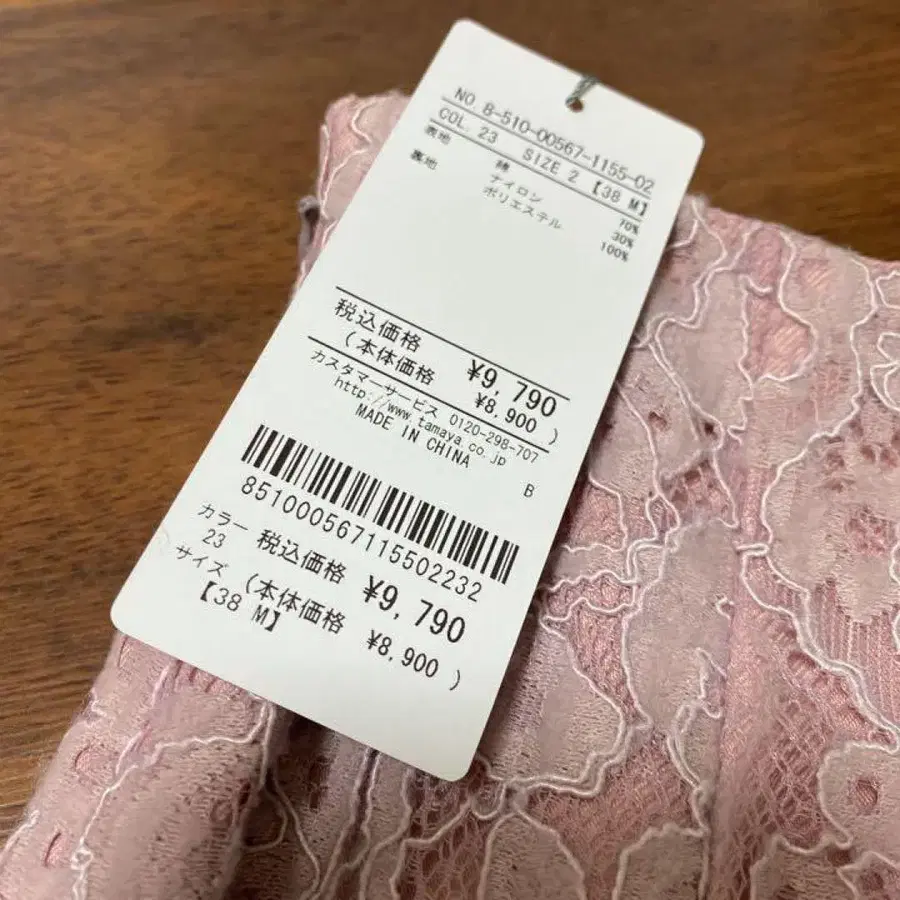 NO.8-510-00567-1155-02
COL. 23 SIZE 2 【38 M】
表地 綿 70%
ナイロン 30%
裏地 ポリエステル 100%
税込価格 ¥9,790
(本体価格 ¥8,900 )
カスタマーサービス 0120-298-707
http://www.tamaya.co.jp
MADE IN CHINA
B
851000567115502232
カラー 税込価格 ¥9,790
23
サイズ (本体価格 ¥8,900 )
【38 M】